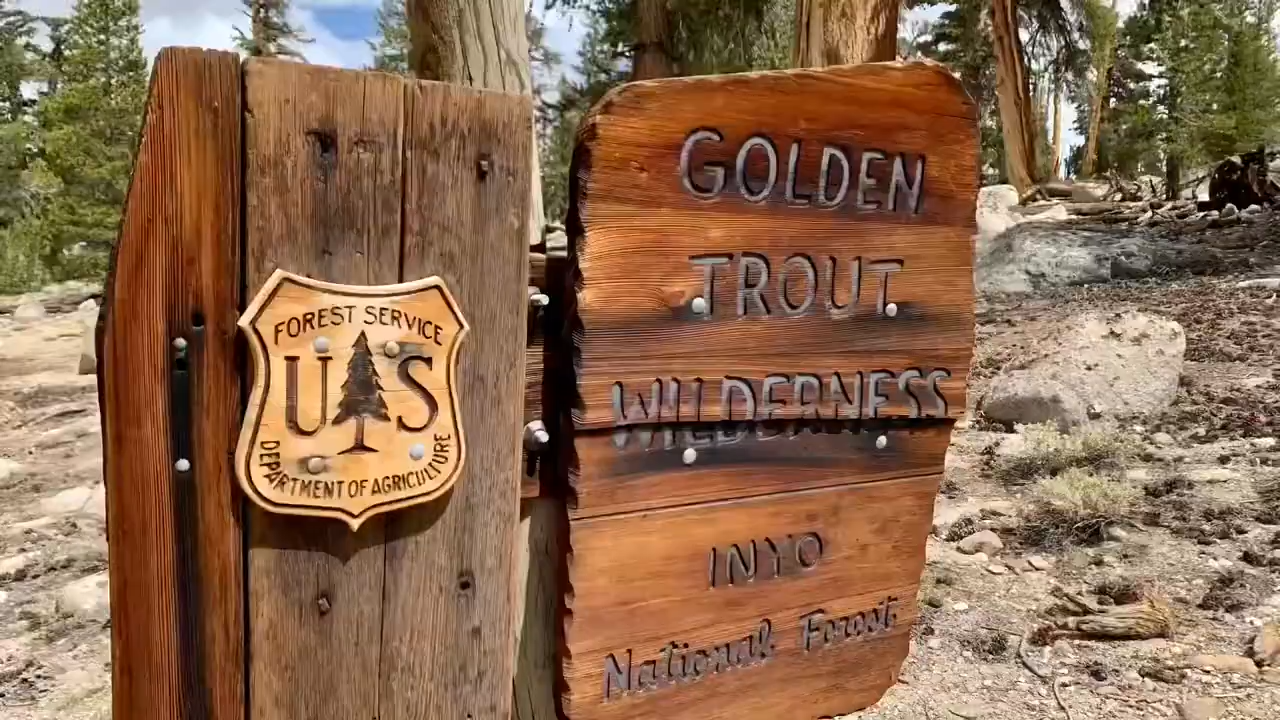 FOREST SERVICE
U S
DEPARTMENT OF AGRICULTURE
GOLDEN
TROUT
WILDERNESS
INYO
National Forest